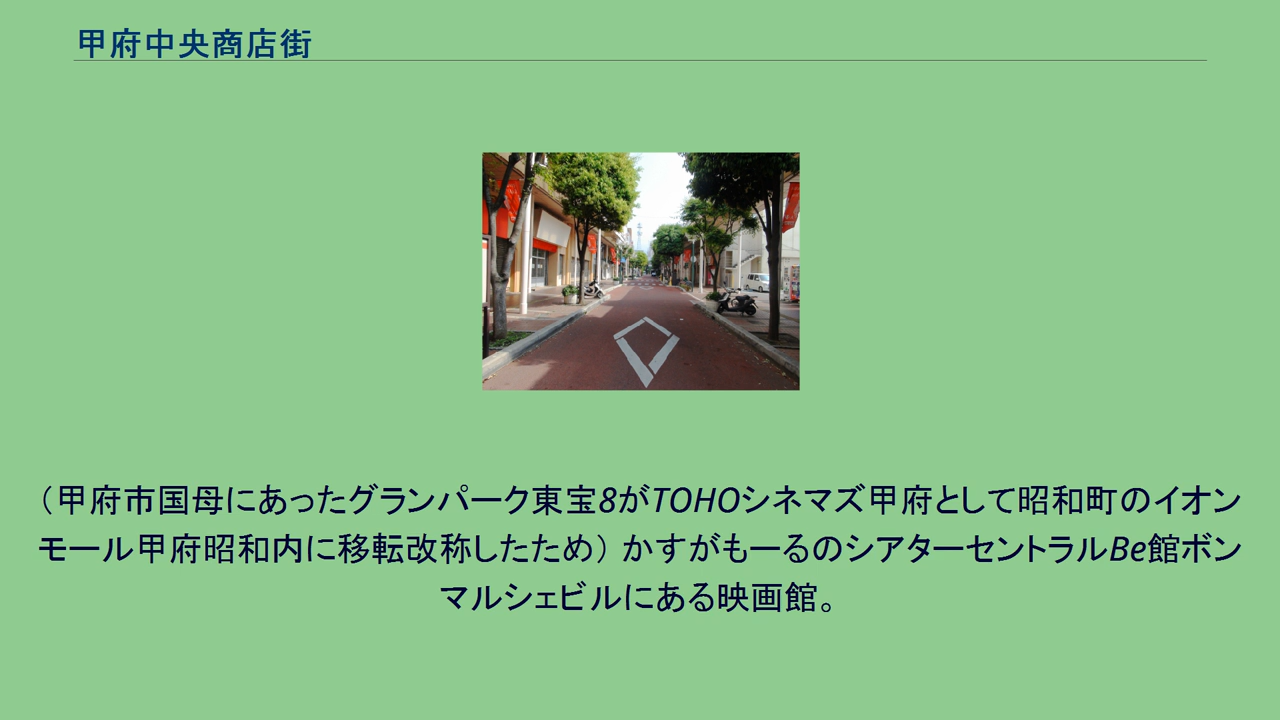 甲府中央商店街
（甲府市国母にあったグランパーク東宝8がTOHOシネマズ甲府として昭和町のイオン
モール甲府昭和内に移転改称したため） かすがもーるのシアターセントラルBe館ボン
マルシェビルにある映画館。